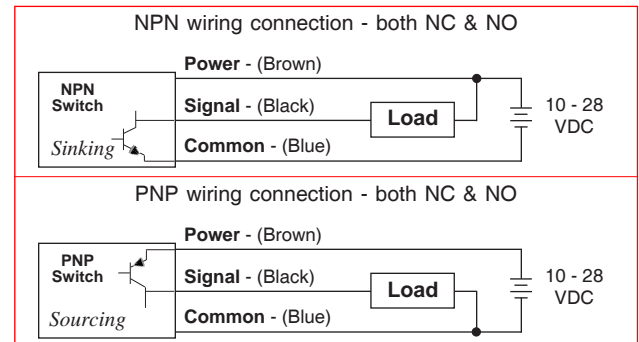 NPN wiring connection - both NC & NO
Power - (Brown)
NPN
Switch
Signal - (Black)
Load
10 - 28
VDC
Sinking
Common - (Blue)
PNP wiring connection - both NC & NO
Power - (Brown)
PNP
Switch
Signal - (Black)
Load
10 - 28
VDC
Sourcing
Common - (Blue)